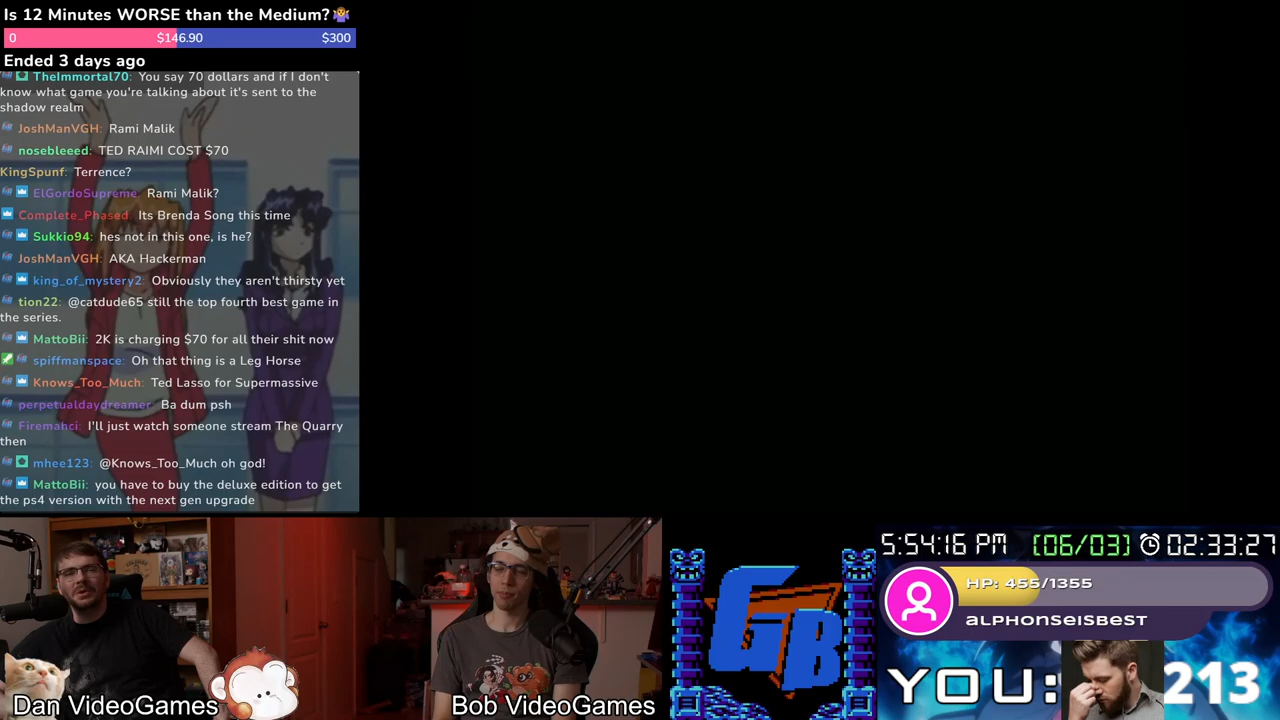 Is 12 Minutes WORSE than the Medium?🤷‍♀️
0 $146.90 $300
Ended 3 days ago
TheImmortal70: You say 70 dollars and if I don't
know what game you're talking about it's sent to the
shadow realm
JoshManVGH: Rami Malik
nosebleeed: TED RAIMI COST $70
KingSpunf: Terrence?
ElGordoSupreme: Rami Malik?
Complete_Phased: Its Brenda Song this time
Sukkio94: hes not in this one, is he?
JoshManVGH: AKA Hackerman
king_of_mystery2: Obviously they aren't thirsty yet
tion22: @catdude65 still the top fourth best game in
the series.
MattoBii: 2K is charging $70 for all their shit now
spiffmanspace: Oh that thing is a Leg Horse
Knows_Too_Much: Ted Lasso for Supermassive
perpetualdaydreamer: Ba dum psh
Firemahci: I'll just watch someone stream The Quarry
then
mhee123: @Knows_Too_Much oh god!
MattoBii: you have to buy the deluxe edition to get
the ps4 version with the next gen upgrade
5:54:16 PM [06/03] ⏰ 02:33:27
HP: 455/1355
aLPHONSeISBeST
GB
YOU: 213
Dan VideoGames
Bob VideoGames